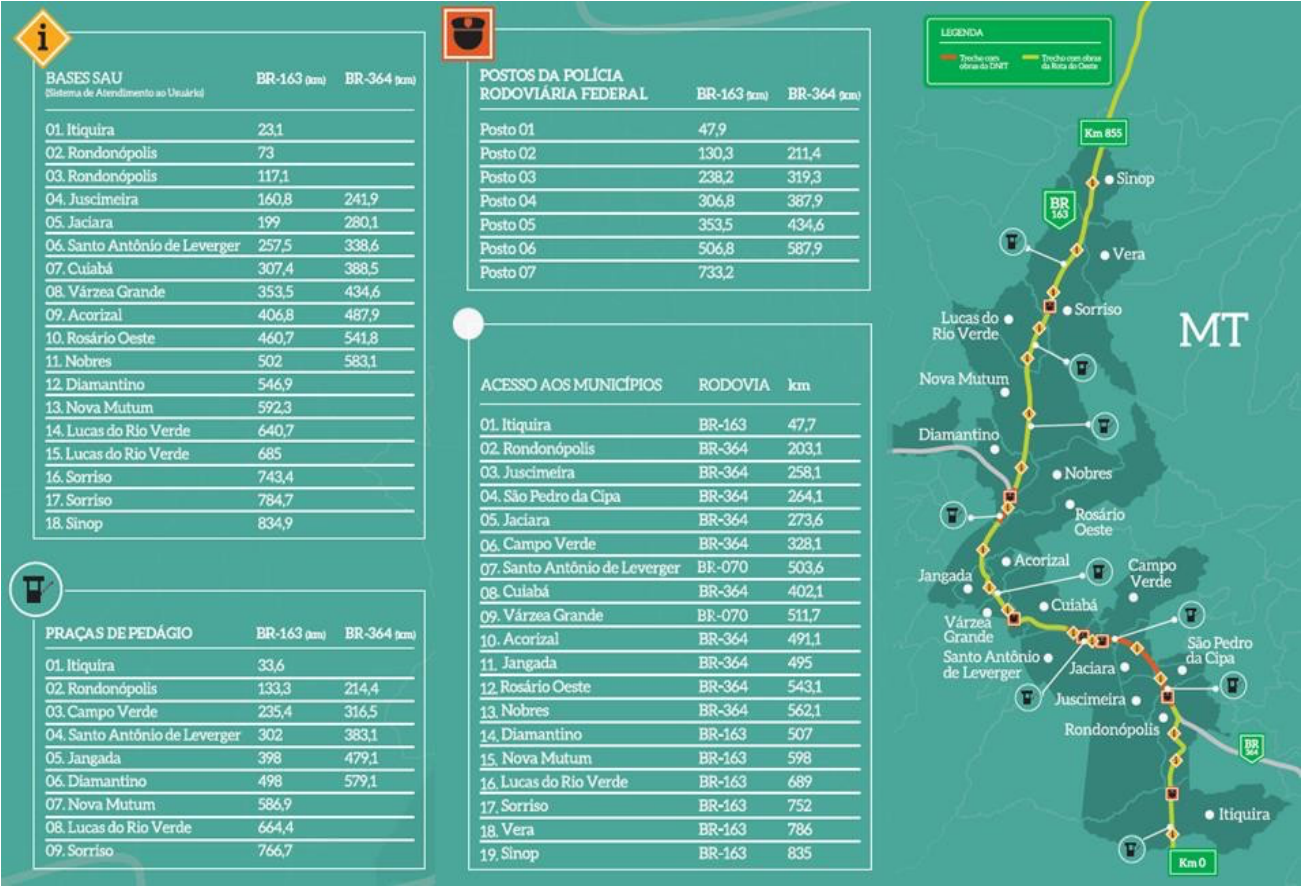 BASES SAU BR-163 (km) BR-364 (km)
(Sistema de Atendimento ao Usuário)
01. Itiquira 23,1
02. Rondonópolis 73
03. Rondonópolis 117,1
04. Juscimeira 160,8 241,9
05. Jaciara 199 280,1
06. Santo Antônio de Leverger 257,5 338,6
07. Cuiabá 307,4 388,5
08. Várzea Grande 353,5 434,6
09. Acorizal 406,8 487,9
10. Rosário Oeste 460,7 541,8
11. Nobres 502 583,1
12. Diamantino 546,9
13. Nova Mutum 592,3
14. Lucas do Rio Verde 640,7
15. Lucas do Rio Verde 685
16. Sorriso 743,4
17. Sorriso 784,7
18. Sinop 834,9
PRAÇAS DE PEDÁGIO BR-163 (km) BR-364 (km)
01. Itiquira 33,6
02. Rondonópolis 133,3 214,4
03. Campo Verde 235,4 316,5
04. Santo Antônio de Leverger 302 383,1
05. Jangada 398 479,1
06. Diamantino 498 579,1
07. Nova Mutum 586,9
08. Lucas do Rio Verde 664,4
09. Sorriso 766,7
POSTOS DA POLÍCIA
RODOVIÁRIA FEDERAL BR-163 (km) BR-364 (km)
Posto 01 47,9
Posto 02 130,3 211,4
Posto 03 238,2 319,3
Posto 04 306,8 387,9
Posto 05 353,5 434,6
Posto 06 506,8 587,9
Posto 07 733,2
ACESSO AOS MUNICÍPIOS RODOVIA km
01. Itiquira BR-163 47,7
02. Rondonópolis BR-364 203,1
03. Juscimeira BR-364 258,1
04. São Pedro da Cipa BR-364 264,1
05. Jaciara BR-364 273,6
06. Campo Verde BR-364 328,1
07. Santo Antônio de Leverger BR-070 503,6
08. Cuiabá BR-364 402,1
09. Várzea Grande BR-070 511,7
10. Acorizal BR-364 491,1
11. Jangada BR-364 495
12. Rosário Oeste BR-364 543,1
13. Nobres BR-364 562,1
14. Diamantino BR-163 507
15. Nova Mutum BR-163 598
16. Lucas do Rio Verde BR-163 689
17. Sorriso BR-163 752
18. Vera BR-163 786
19. Sinop BR-163 835
LEGENDA
Trecho com
obras da DNIT
Trecho com obras
da Rota do Oeste
Km 855
Sinop
BR
163
Vera
Sorriso
Lucas do
Rio Verde
MT
Nova Mutum
Diamantino
Nobres
Rosário
Oeste
Acorizal
Campo
Verde
Jangada
Cuiabá
Várzea
Grande
São Pedro
da Cipa
Santo Antônio
de Leverger
Jaciara
Juscimeira
Rondonópolis
BR
364
Itiquira
Km 0